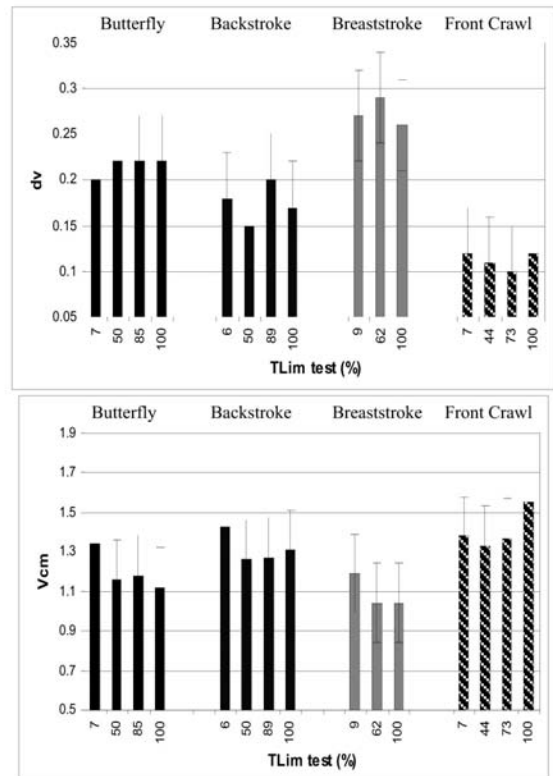 Butterfly Backstroke Breaststroke Front Crawl
0.35
0.3
0.25
0.2
0.15
0.1
0.05
dv
7 50 85 100 6 50 89 100 9 62 100 7 44 73 100
TLim test (%)
Butterfly Backstroke Breaststroke Front Crawl
1.9
1.7
1.5
1.3
1.1
0.9
0.7
0.5
Vcm
7 50 85 100 6 50 89 100 9 62 100 7 44 73 100
TLim test (%)